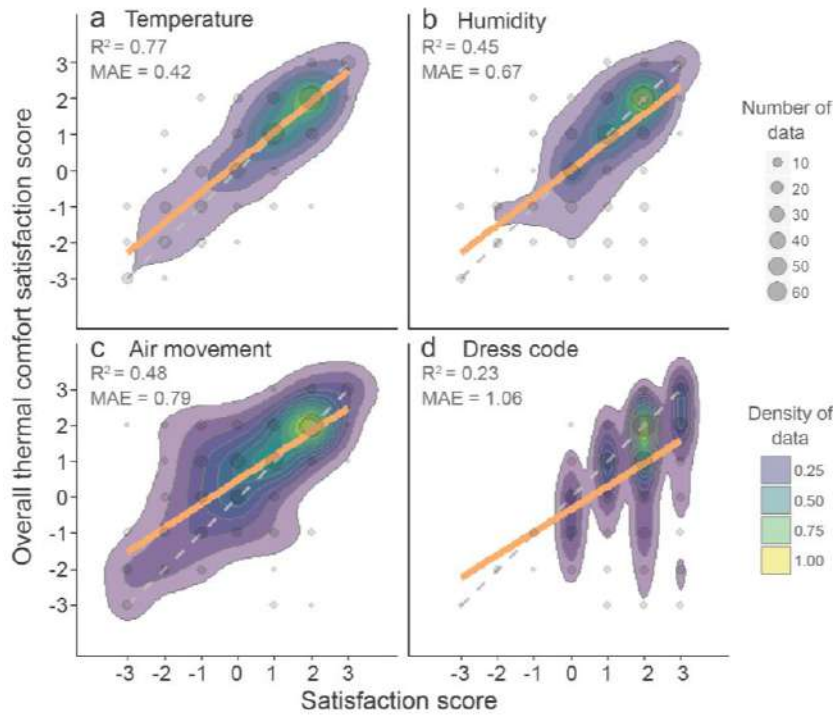 a Temperature
R² = 0.77
MAE = 0.42
b Humidity
R² = 0.45
MAE = 0.67
3
2
1
0
-1
-2
-3
Number of
data
10
20
30
40
50
60
c Air movement
R² = 0.48
MAE = 0.79
d Dress code
R² = 0.23
MAE = 1.06
3
2
1
0
-1
-2
-3
Density of
data
0.25
0.50
0.75
1.00
Overall thermal comfort satisfaction score
-3 -2 -1 0 1 2 3
-3 -2 -1 0 1 2 3
Satisfaction score